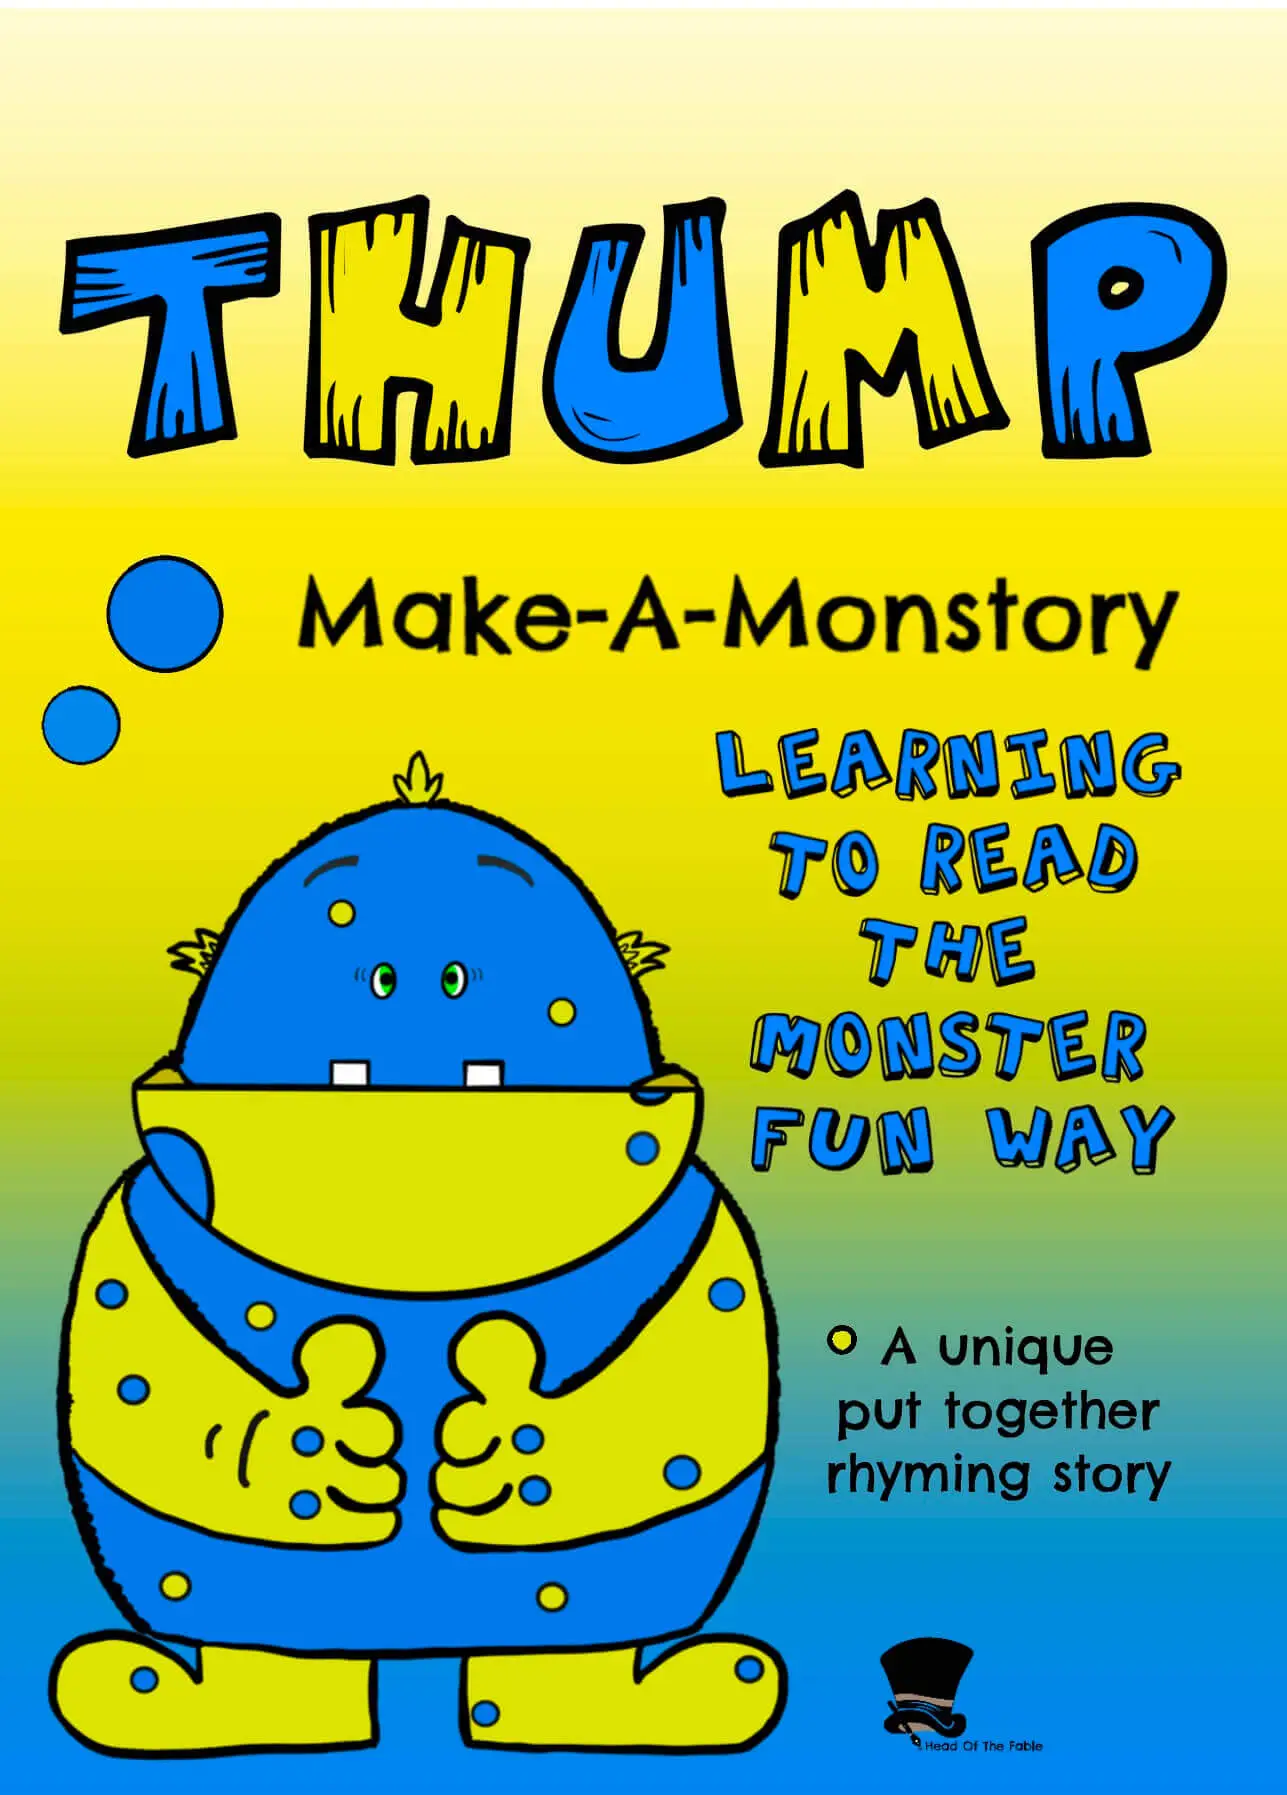 THUMP
Make-A-Monstory
LEARNING
TO READ
THE
MONSTER
FUN WAY
A unique
put together
rhyming story
Head Of The Fable